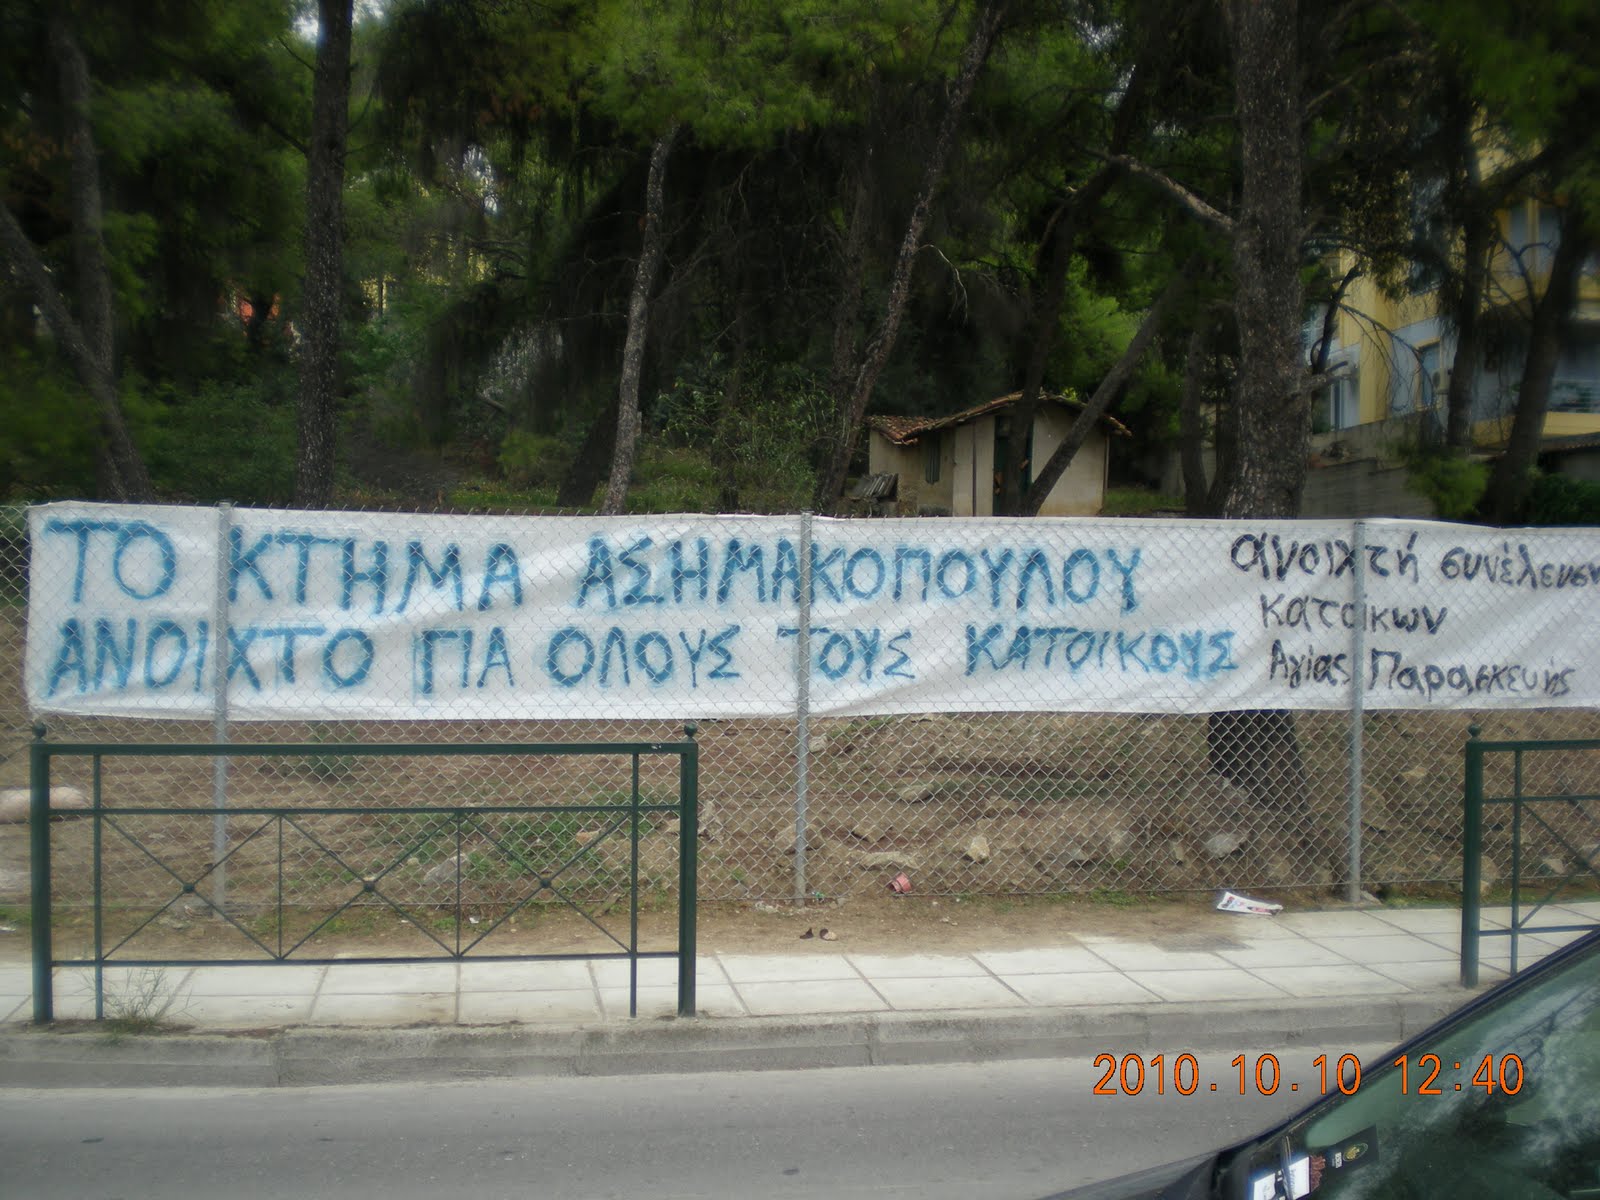 ΤΟ ΚΤΗΜΑ ΑΣΗΜΑΚΟΠΟΥΛΟΥ
ΑΝΟΙΧΤΟ ΓΙΑ ΟΛΟΥΣ ΤΟΥΣ ΚΑΤΟΙΚΟΥΣ
ανοιχτή συνέλευση
κατοίκων
Αγίας Παρασκευής
2010.10.10 12:40